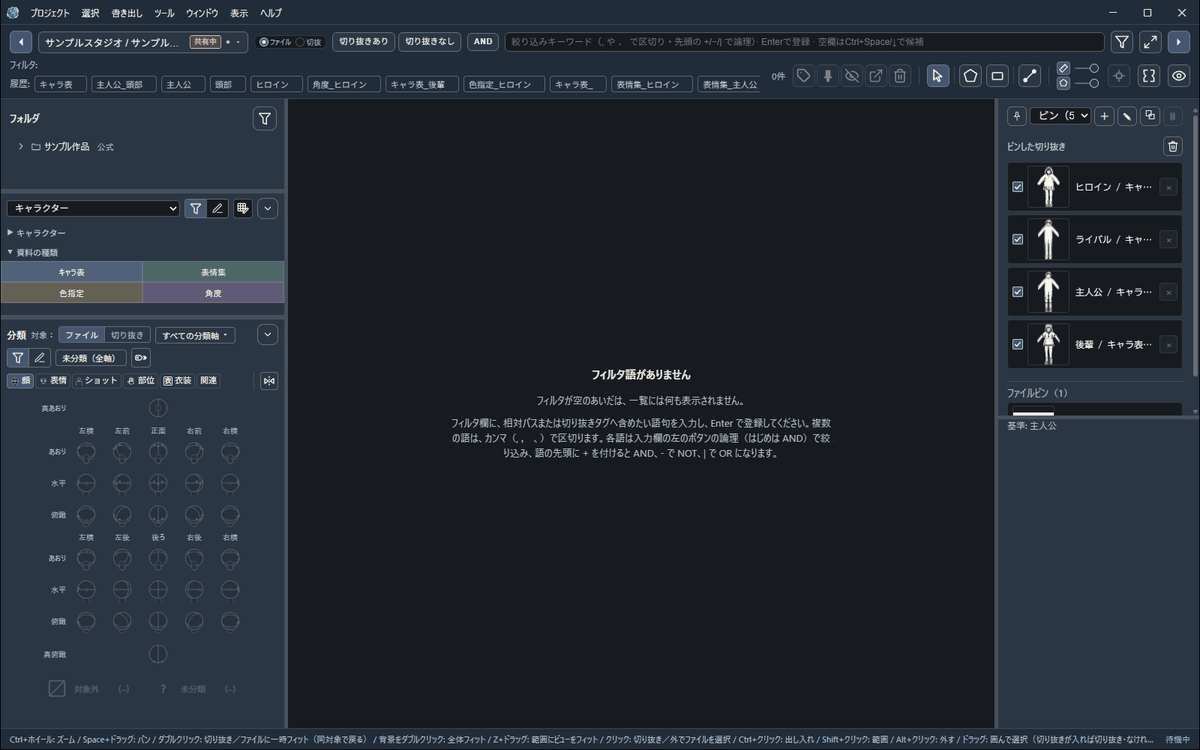 プロジェクト 選択 書き出し ツール ウィンドウ 表示 ヘルプ
サンプルスタジオ / サンプル... 共有中 ファイル 切抜 切り抜きあり 切り抜きなし AND 絞り込みキーワード（, や 、 で区切り・先頭の +/-/| で論理）· Enterで登録 · 空欄はCtrl+Space/↓で候補
フィルタ:
履歴: キャラ表 主人公_頭部 主人公 頭部 ヒロイン 角度_ヒロイン キャラ表_後輩 色指定_ヒロイン キャラ表_ 表情集_ヒロイン 表情集_主人公 0件
フォルダ
サンプル作品 公式
キャラクター
キャラクター
資料の種類
キャラ表 表情集
色指定 角度
分類 対象: ファイル 切り抜き すべての分類軸
未分類（全軸）
顔 表情 ショット 部位 衣装 関連
真あおり
左横 左前 正面 右前 右横
あおり
水平
俯瞰
左横 左後 後ろ 右後 右横
あおり
水平
俯瞰
真俯瞰
対象外 (–) ? 未分類 (–)
フィルタ語がありません
フィルタが空のあいだは、一覧には何も表示されません。
フィルタ欄に、相対パスまたは切り抜きタグへ含めたい語句を入力し、Enter で登録してください。複数
の語は、カンマ（, ， 、）で区切ります。各語は入力欄の左のボタンの論理（はじめは AND）で絞
り込み、語の先頭に + を付けると AND、- で NOT、| で OR になります。
ピン（5
ピンした切り抜き
ヒロイン / キャ…
ライバル / キャ…
主人公 / キャラ…
後輩 / キャラ表…
ファイルピン（1）
基準: 主人公
Ctrl+ホイール: ズーム / Space+ドラッグ: パン / ダブルクリック: 切り抜き／ファイルに一時フィット（同対象で戻る） / 背景をダブルクリック: 全体フィット / Z+ドラッグ: 範囲にビューをフィット / クリック: 切り抜き／外でファイルを選択 / Ctrl+クリック: 出し入れ / Shift+クリック: 範囲 / Alt+クリック: 外す / ドラッグ: 囲んで選択（切り抜きが入れば切り抜き・なけれ... 待機中